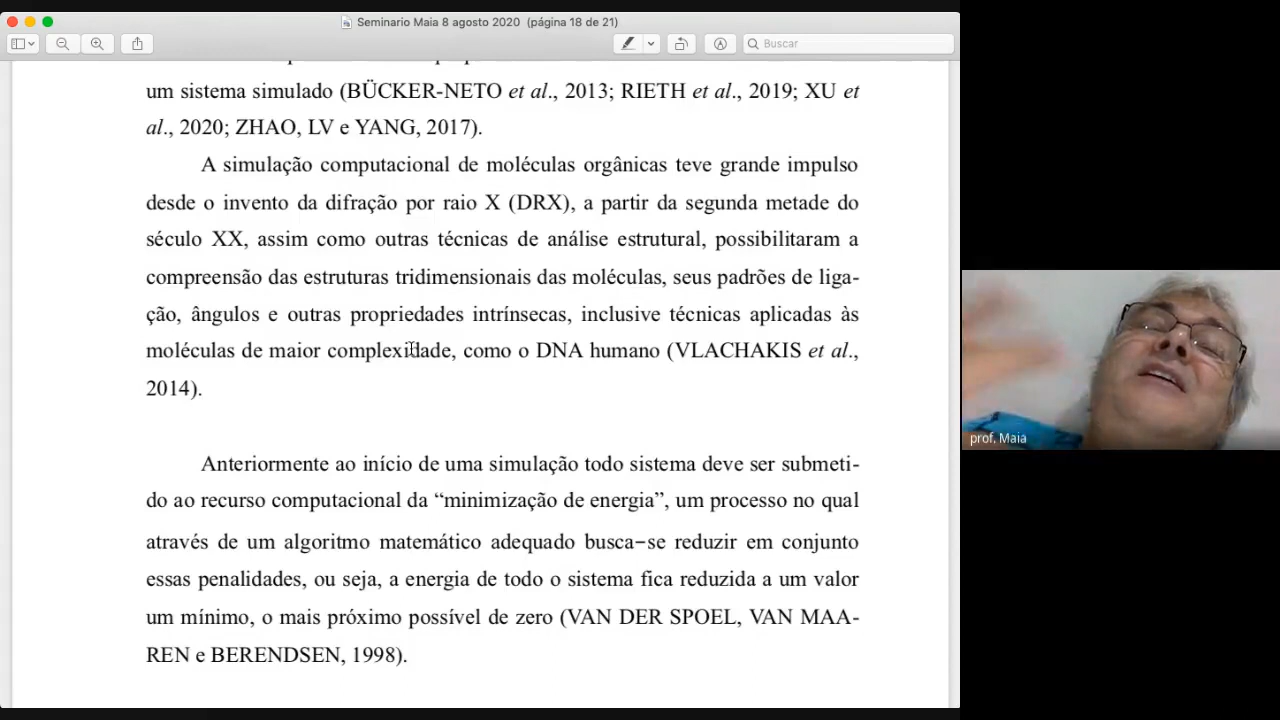 Seminario Maia 8 agosto 2020 (página 18 de 21)
Buscar
um sistema simulado (BÜCKER-NETO et al., 2013; RIETH et al., 2019; XU et
al., 2020; ZHAO, LV e YANG, 2017).
A simulação computacional de moléculas orgânicas teve grande impulso
desde o invento da difração por raio X (DRX), a partir da segunda metade do
século XX, assim como outras técnicas de análise estrutural, possibilitaram a
compreensão das estruturas tridimensionais das moléculas, seus padrões de liga-
ção, ângulos e outras propriedades intrínsecas, inclusive técnicas aplicadas às
moléculas de maior complexidade, como o DNA humano (VLACHAKIS et al.,
2014).
Anteriormente ao início de uma simulação todo sistema deve ser submeti-
do ao recurso computacional da “minimização de energia”, um processo no qual
através de um algoritmo matemático adequado busca-se reduzir em conjunto
essas penalidades, ou seja, a energia de todo o sistema fica reduzida a um valor
um mínimo, o mais próximo possível de zero (VAN DER SPOEL, VAN MAA-
REN e BERENDSEN, 1998).
prof. Maia